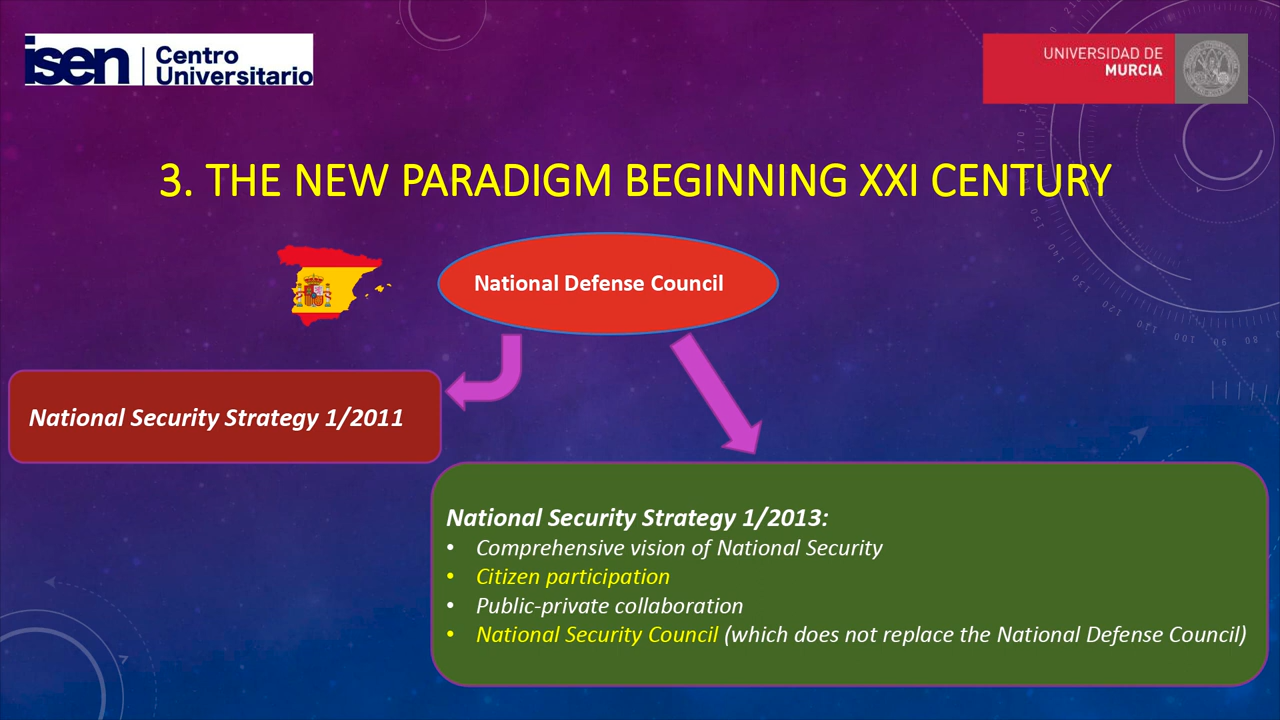 isen
Centro
Universitario
UNIVERSIDAD DE
MURCIA
3. THE NEW PARADIGM BEGINNING XXI CENTURY
National Defense Council
National Security Strategy 1/2011
National Security Strategy 1/2013:
• Comprehensive vision of National Security
• Citizen participation
• Public-private collaboration
• National Security Council (which does not replace the National Defense Council)